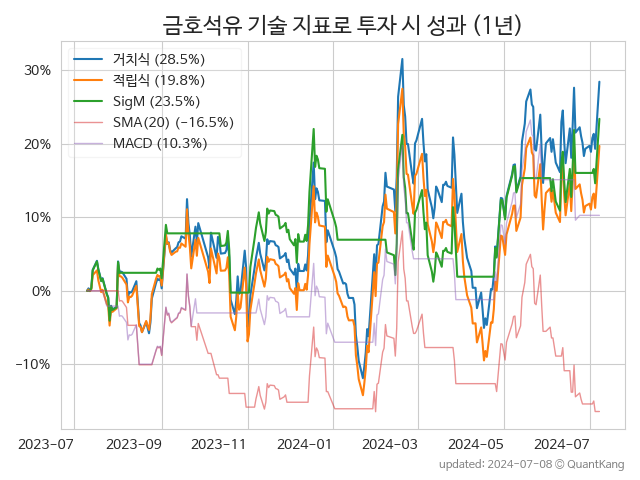 금호석유 기술 지표로 투자 시 성과 (1년)
거치식 (28.5%)
적립식 (19.8%)
SigM (23.5%)
SMA(20) (−16.5%)
MACD (10.3%)
30%
20%
10%
0%
−10%
2023-07 2023-09 2023-11 2024-01 2024-03 2024-05 2024-07
updated: 2024-07-08 © QuantKang